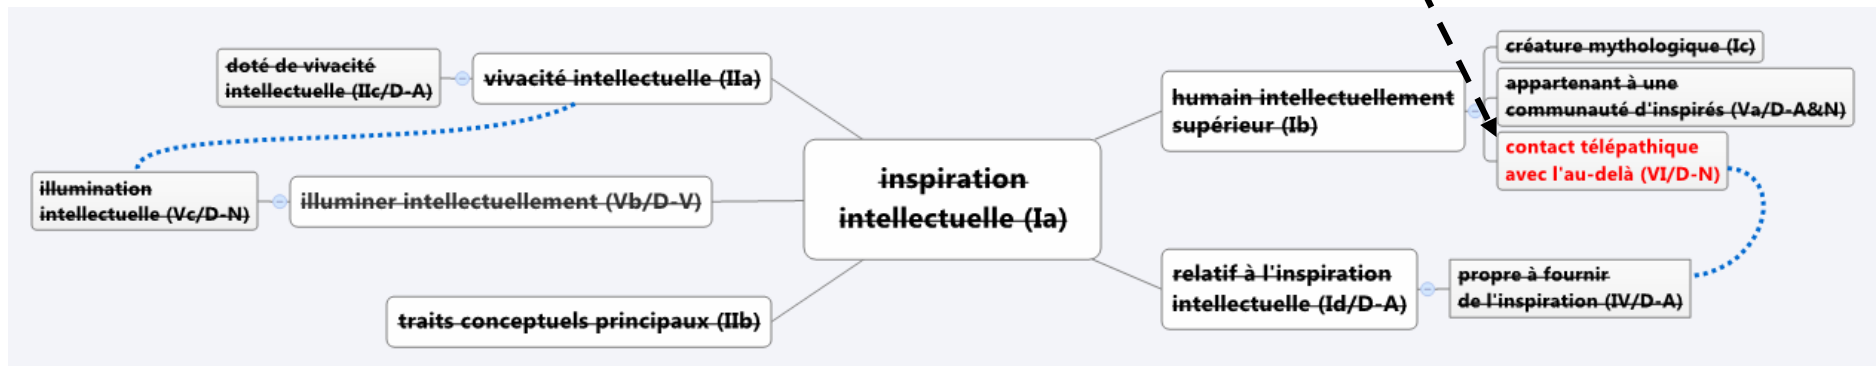 doté de vivacité
intellectuelle (IIc/D-A)
vivacité intellectuelle (IIa)
illumination
intellectuelle (Vc/D-N)
illuminer intellectuellement (Vb/D-V)
traits conceptuels principaux (IIb)
inspiration
intellectuelle (Ia)
humain intellectuellement
supérieur (Ib)
créature mythologique (Ic)
appartenant à une
communauté d'inspirés (Va/D-A&N)
contact télépathique
avec l'au-delà (VI/D-N)
relatif à l'inspiration
intellectuelle (Id/D-A)
propre à fournir
de l'inspiration (IV/D-A)